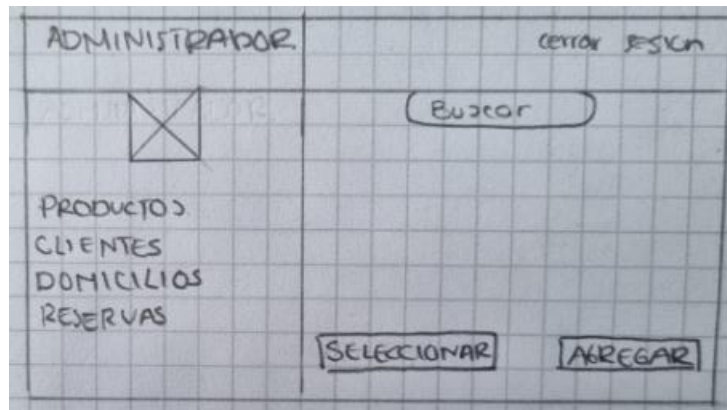 ADMINISTRADOR
cerrar sesion
Buscar
PRODUCTOS
CLIENTES
DOMICILIOS
RESERVAS
SELECCIONAR
AGREGAR